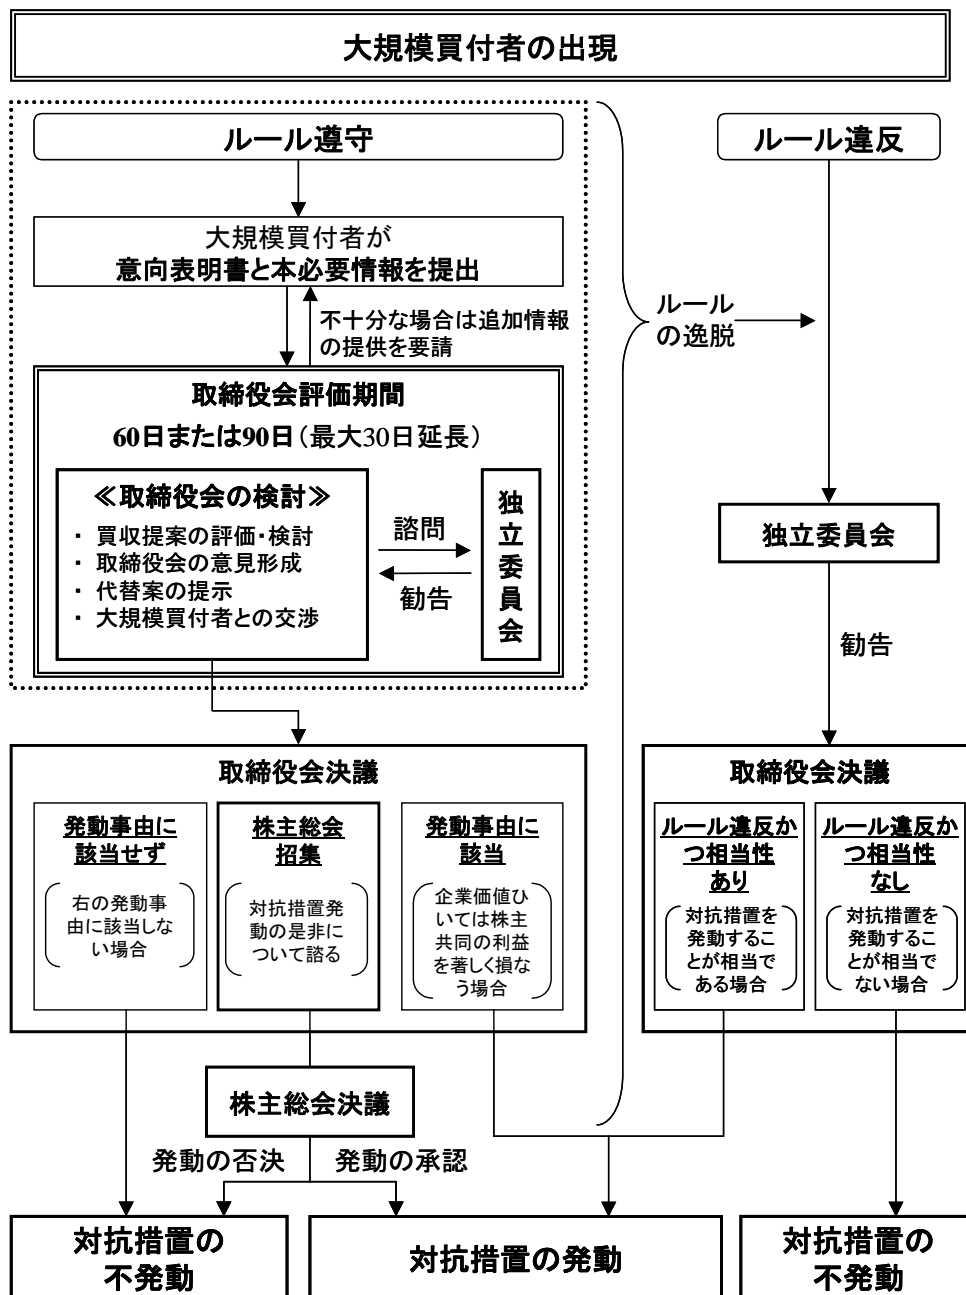 大規模買付者の出現
ルール遵守
ルール違反
大規模買付者が
意向表明書と本必要情報を提出
不十分な場合は追加情報
の提供を要請
ルール
の逸脱
取締役会評価期間
60日または90日（最大30日延長）
≪取締役会の検討≫
・ 買収提案の評価・検討
・ 取締役会の意見形成
・ 代替案の提示
・ 大規模買付者との交渉
諮問
勧告
独
立
委
員
会
独立委員会
勧告
取締役会決議
発動事由に
該当せず
右の発動事
由に該当しな
い場合
株主総会
招集
対抗措置発
動の是非に
ついて諮る
発動事由に
該当
企業価値ひ
いては株主
共同の利益
を著しく損な
う場合
取締役会決議
ルール違反か
つ相当性
あり
対抗措置を
発動するこ
とが相当で
ある場合
ルール違反か
つ相当性
なし
対抗措置を
発動するこ
とが相当で
ない場合
株主総会決議
発動の否決
発動の承認
対抗措置の
不発動
対抗措置の発動
対抗措置の
不発動